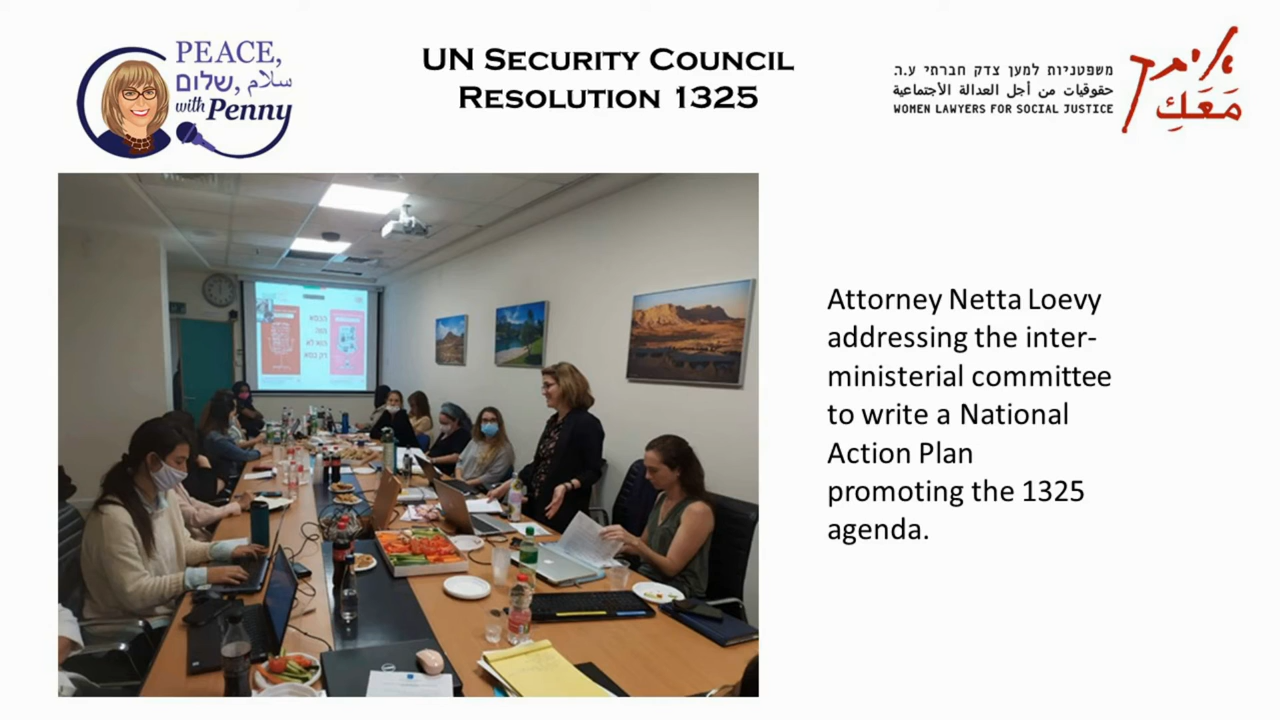 PEACE,
שלום, سلام
with Penny
UN SECURITY COUNCIL
RESOLUTION 1325
משפטניות למען צדק חברתי ע.ר.
حقوقيات من أجل العدالة الأجتماعية
WOMEN LAWYERS FOR SOCIAL JUSTICE
איתך
مَعَكِ
Attorney Netta Loevy
addressing the inter-
ministerial committee
to write a National
Action Plan
promoting the 1325
agenda.